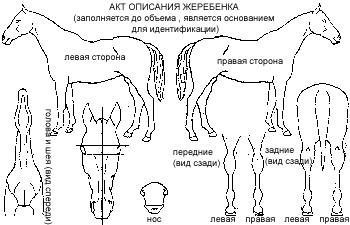 АКТ ОПИСАНИЯ ЖЕРЕБЕНКА
(заполняется до объема , является основанием
для идентификации)
левая сторона
правая сторона
голова и шея (вид спереди)
передние
(вид сзади)
задние
(вид сзади)
нос
левая правая
левая правая